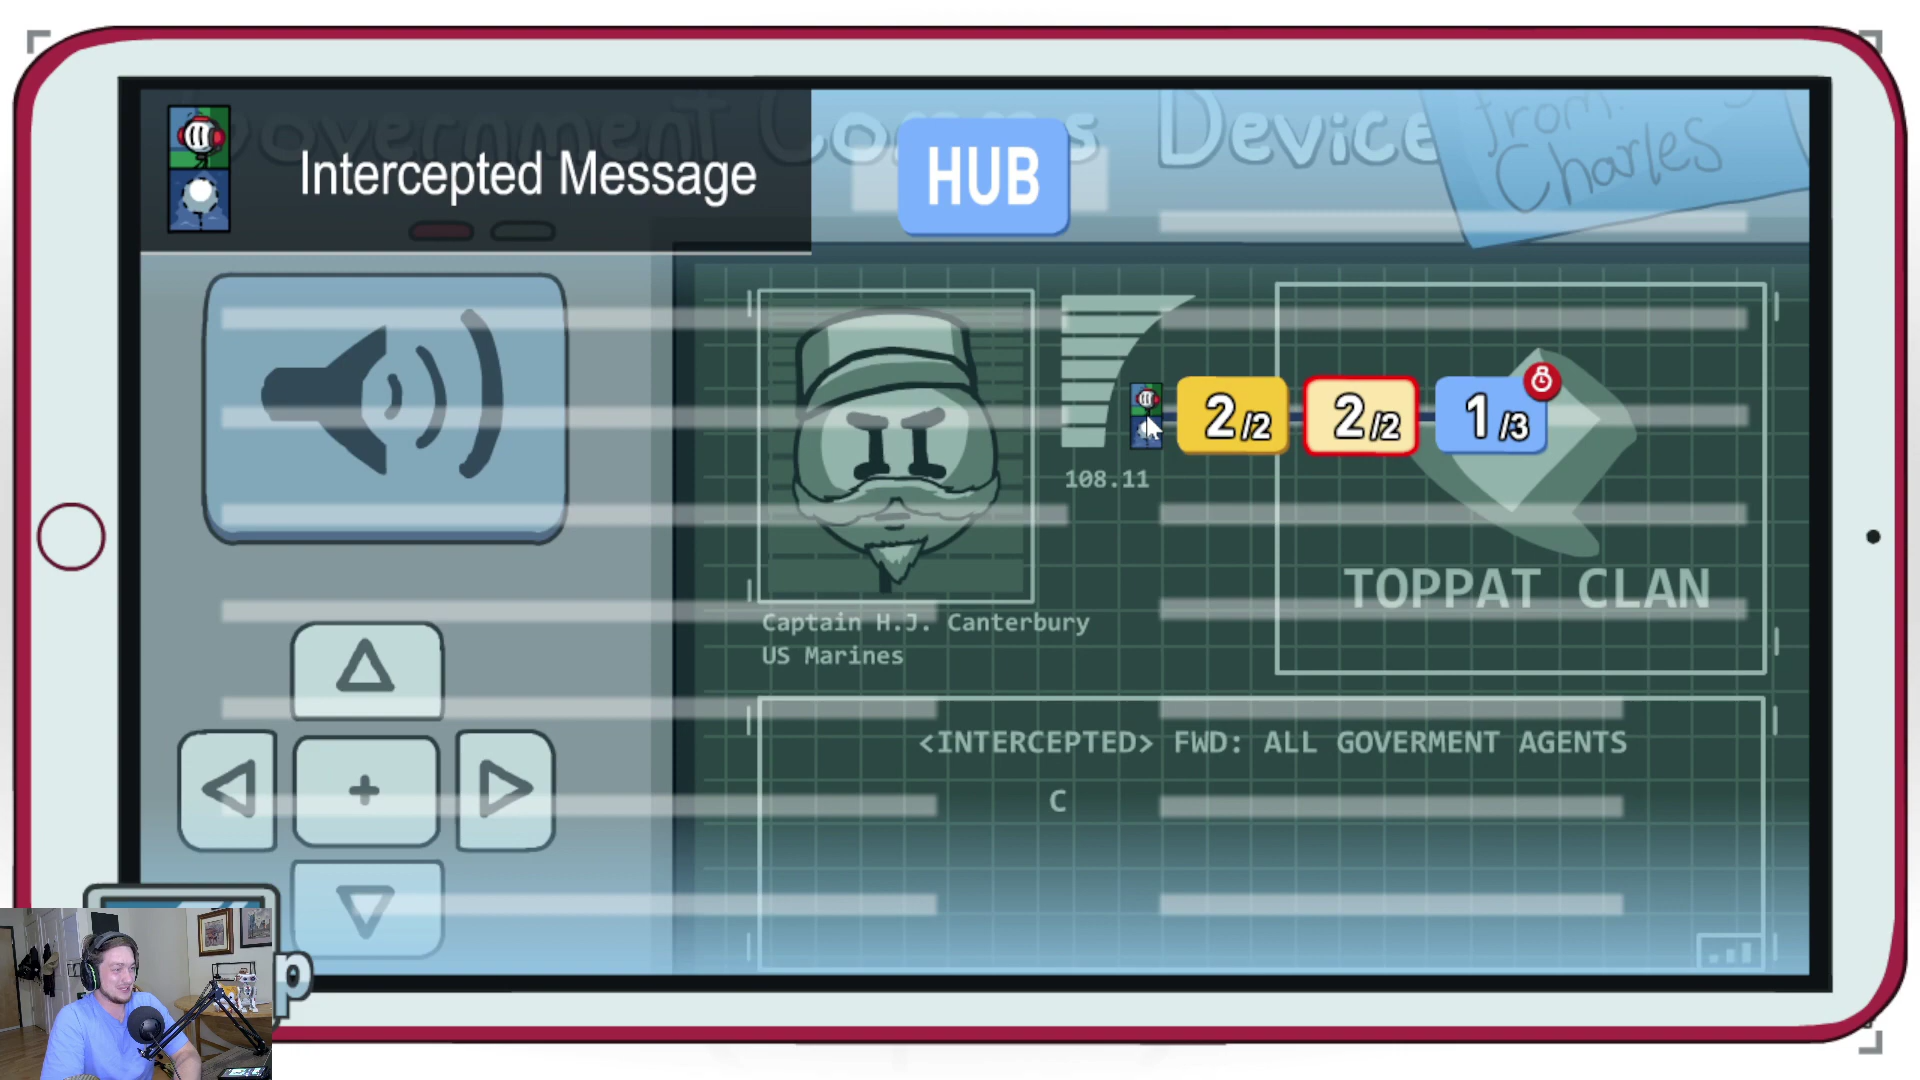 Government Comms Device
from
Charles
Intercepted Message
HUB
2/2
2/2
1/3
108.11
TOPPAT CLAN
Captain H.J. Canterbury
US Marines
<INTERCEPTED> FWD: ALL GOVERMENT AGENTS
C
p